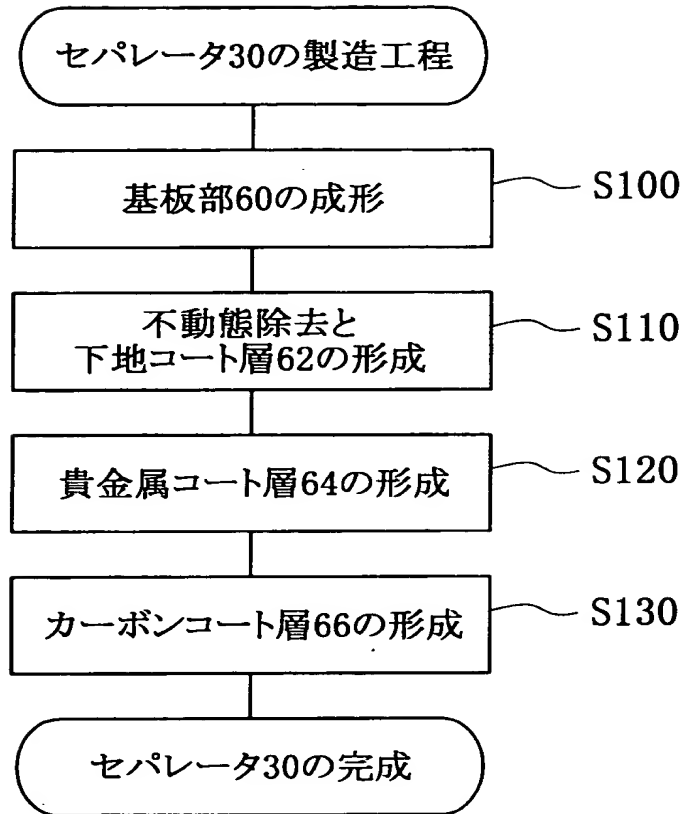 セパレータ30の製造工程
基板部60の成形
S100
不動態除去と
下地コート層62の形成
S110
貴金属コート層64の形成
S120
カーボンコート層66の形成
S130
セパレータ30の完成